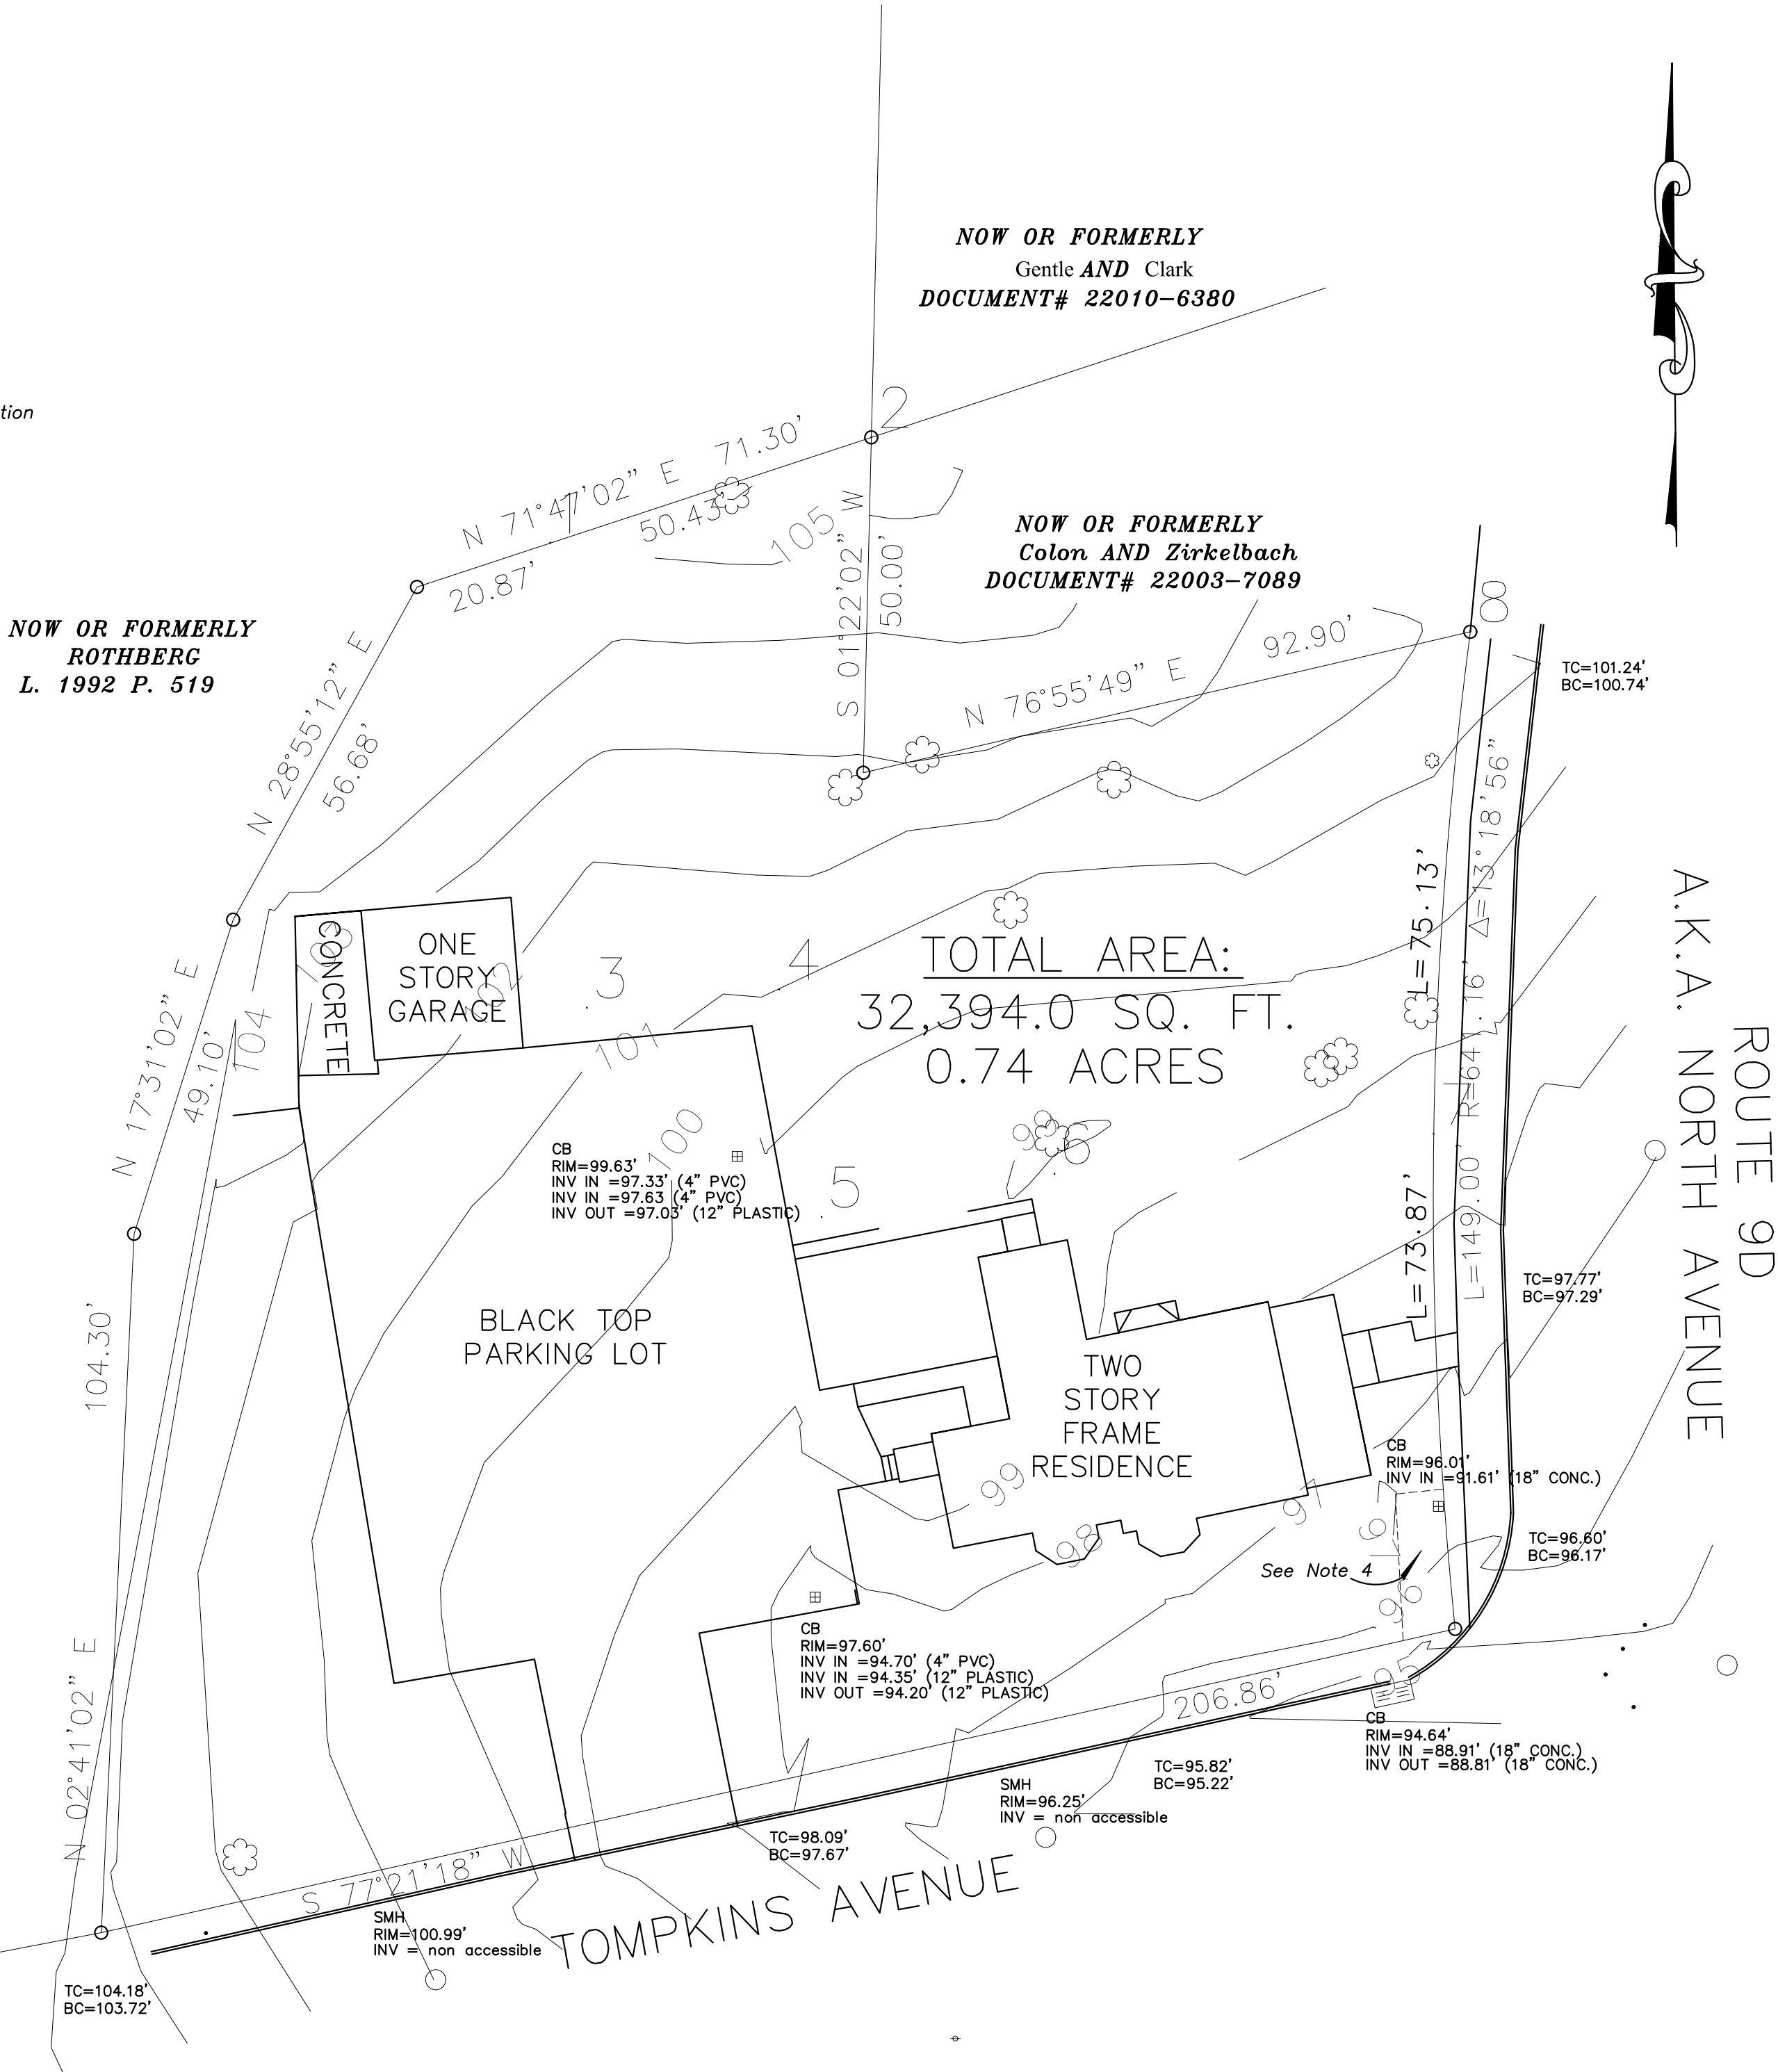 NOW OR FORMERLY
Gentle AND Clark
DOCUMENT# 22010-6380
tion
2
N 71°47'02" E 71.30'
50.43'
20.87'
105
S 01°22'02" W
50.00'
NOW OR FORMERLY
Colon AND Zirkelbach
DOCUMENT# 22003-7089
8
N 76°55'49" E 92.90'
TC=101.24'
BC=100.74'
NOW OR FORMERLY
ROTHBERG
L. 1992 P. 519
N 28°55'12" E
56.68'
L=75.13'
L=73.87'
L=149.00' R=641.16' Δ=13°18'56"
A.K.A. NORTH AVENUE
ROUTE 9D
CONCRETE
103
ONE
STORY
GARAGE
102
3
4
101
TOTAL AREA:
32,394.0 SQ. FT.
0.74 ACRES
N 17°31'02" E
49.10'
104
100
98
6
5
CB
RIM=99.63'
INV IN =97.33' (4" PVC)
INV IN =97.63 (4" PVC)
INV OUT =97.03' (12" PLASTIC)
TC=97.77'
BC=97.29'
BLACK TOP
PARKING LOT
TWO
STORY
FRAME
RESIDENCE
104.30'
N 02°41'02" E
99
98
97
CB
RIM=96.01'
INV IN =91.61' (18" CONC.)
TC=96.60'
BC=96.17'
See Note 4
96
95
CB
RIM=97.60'
INV IN =94.70' (4" PVC)
INV IN =94.35' (12" PLASTIC)
INV OUT =94.20' (12" PLASTIC)
206.86'
CB
RIM=94.64'
INV IN =88.91' (18" CONC.)
INV OUT =88.81' (18" CONC.)
TC=95.82'
BC=95.22'
SMH
RIM=96.25'
INV = non accessible
TC=98.09'
BC=97.67'
S 77°21'18" W
TOMPKINS AVENUE
SMH
RIM=100.99'
INV = non accessible
TC=104.18'
BC=103.72'